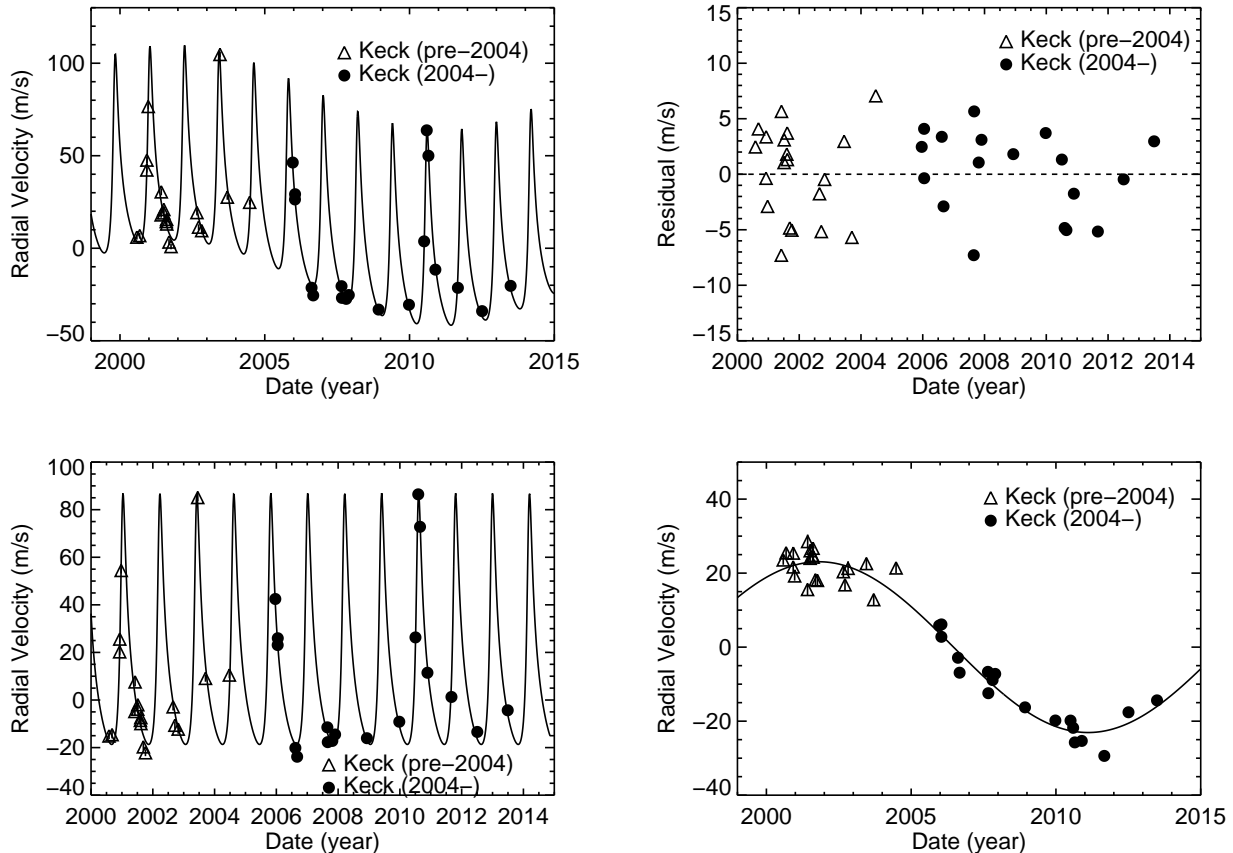 Radial Velocity (m/s)
100
50
0
−50
△ Keck (pre−2004)
● Keck (2004−)
2000 2005 2010 2015
Date (year)
Residual (m/s)
15
10
5
0
−5
−10
−15
△ Keck (pre−2004)
● Keck (2004−)
2000 2002 2004 2006 2008 2010 2012 2014
Date (year)
Radial Velocity (m/s)
100
80
60
40
20
0
−20
−40
△ Keck (pre−2004)
● Keck (2004−)
2000 2002 2004 2006 2008 2010 2012 2014
Date (year)
Radial Velocity (m/s)
40
20
0
−20
−40
△ Keck (pre−2004)
● Keck (2004−)
2000 2005 2010 2015
Date (year)